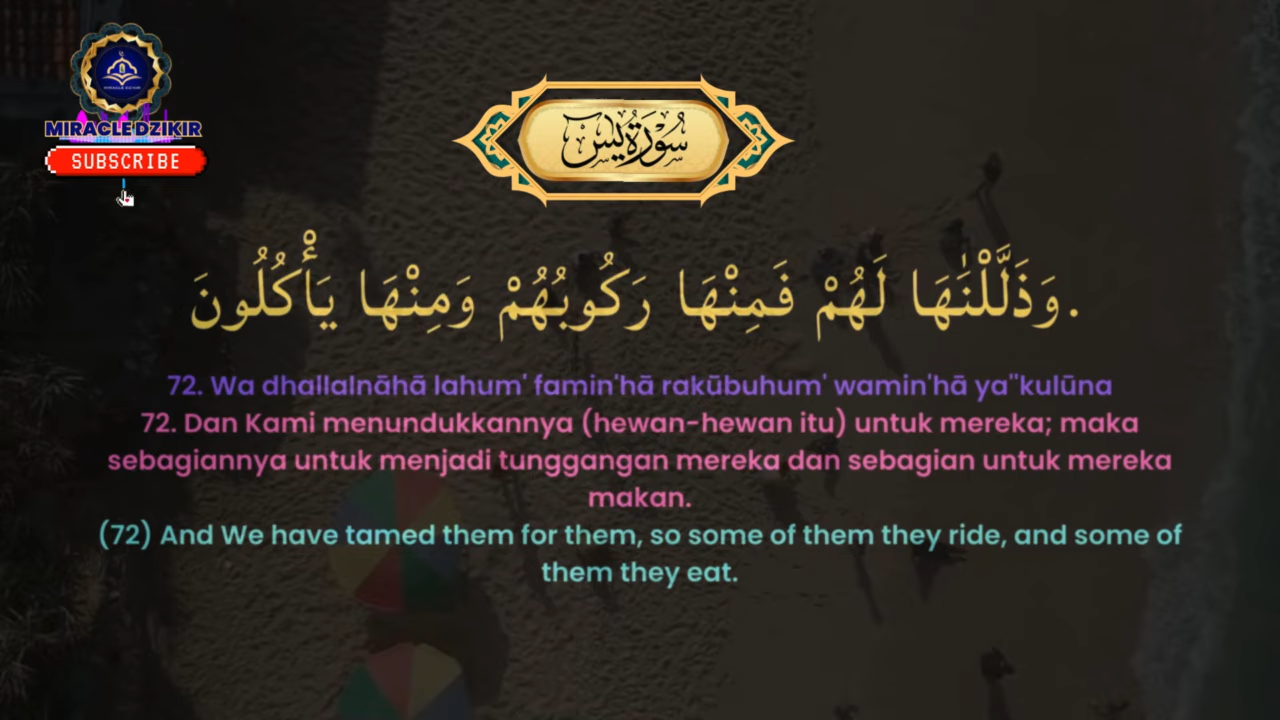 MIRACLE DZIKIR
MIRACLE DZIKIR
SUBSCRIBE
سُوْرَةُ يٰسٓ
وَذَلَّلْنٰهَا لَهُمْ فَمِنْهَا رَكُوبُهُمْ وَمِنْهَا يَأْكُلُونَ.
72. Wa dhallalnāhā lahum' famin'hā rakūbuhum' wamin'hā ya"kulūna
72. Dan Kami menundukkannya (hewan-hewan itu) untuk mereka; maka
sebagiannya untuk menjadi tunggangan mereka dan sebagian untuk mereka
makan.
(72) And We have tamed them for them, so some of them they ride, and some of
them they eat.